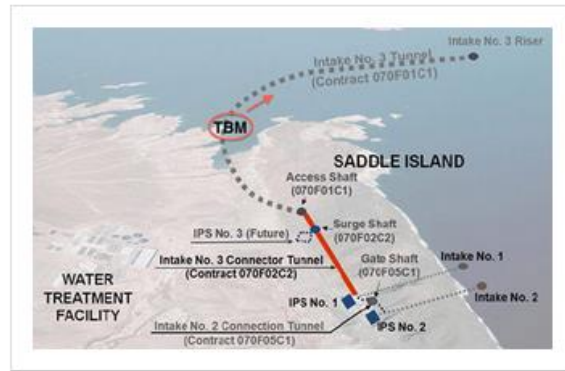 Intake No. 3 Riser
Intake No. 3 Tunnel
(Contract 070F01C1)
TBM
SADDLE ISLAND
Access Shaft
(070F01C1)
IPS No. 3 (Future)
Surge Shaft
(070F02C2)
Intake No. 3 Connector Tunnel
(Contract 070F02C2)
Gate Shaft
(070F05C1)
Intake No. 1
Intake No. 2
WATER
TREATMENT
FACILITY
IPS No. 1
IPS No. 2
Intake No. 2 Connection Tunnel
(Contract 070F05C1)